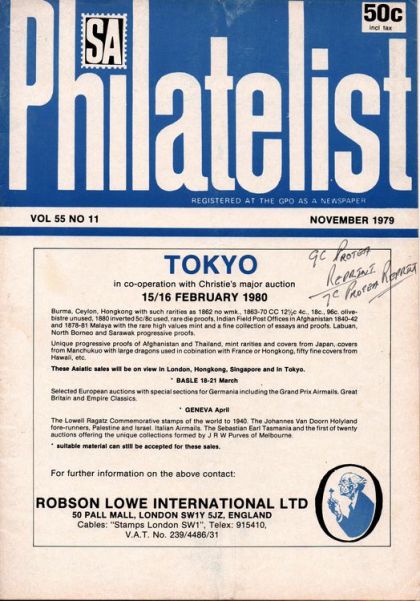 50c
incl tax
SA
Philatelist
REGISTERED AT THE GPO AS A NEWSPAPER
VOL 55 NO 11
NOVEMBER 1979
9C PROTEA
REPRINT
7C PROTEA REPRINT
TOKYO
in co-operation with Christie's major auction
15/16 FEBRUARY 1980
Burma, Ceylon, Hongkong with such rarities as 1862 no wmk., 1863-70 CC 12½c 4c., 18c., 96c. olive-
bistre unused, 1880 inverted 5c/8c used, rare die proofs, Indian Field Post Offices in Afghanistan 1840-42
and 1878-81 Malaya with the rare high values mint and a fine collection of essays and proofs. Labuan,
North Borneo and Sarawak progressive proofs.
Unique progressive proofs of Afghanistan and Thailand, mint rarities and covers from Japan, covers
from Manchukuo with large dragons used in cobination with France or Hongkong, fifty fine covers from
Hawaii, etc.
These Asiatic sales will be on view in London, Hongkong, Singapore and in Tokyo.
* BASLE 18-21 March
Selected European auctions with special sections for Germania including the Grand Prix Airmails. Great
Britain and Empire Classics.
* GENEVA April
The Lowell Ragatz Commemorative stamps of the world to 1940. The Johannes Van Doorn Holyland
fore-runners, Palestine and Israel. Italian Airmails. The Sebastian Earl Tasmania and the first of twenty
auctions offering the unique collections formed by J R W Purves of Melbourne.
* suitable material can still be accepted for these sales.
For further information on the above contact:
ROBSON LOWE INTERNATIONAL LTD
50 PALL MALL, LONDON SW1Y 5JZ, ENGLAND
Cables: "Stamps London SW1", Telex: 915410,
V.A.T. No. 239/4486/31